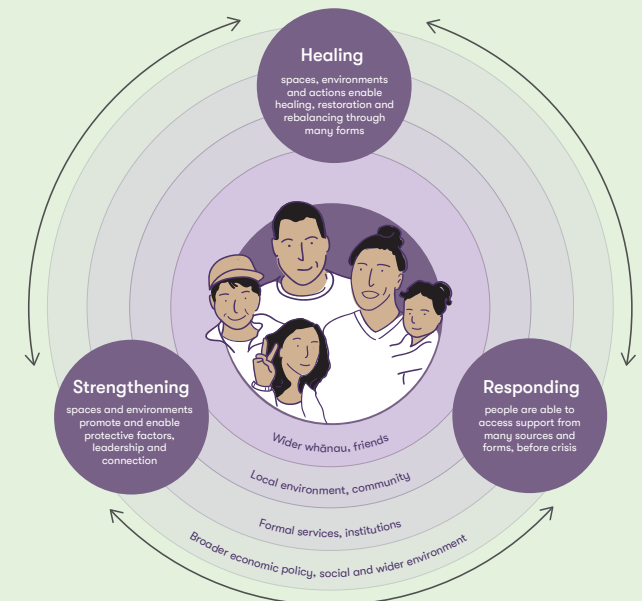 Healing
spaces, environments
and actions enable
healing, restoration and
rebalancing through
many forms
Strengthening
spaces and environments
promote and enable
protective factors,
leadership and
connection
Responding
people are able to
access support from
many sources and
forms, before crisis
Wider whānau, friends
Local environment, community
Formal services, institutions
Broader economic policy, social and wider environment